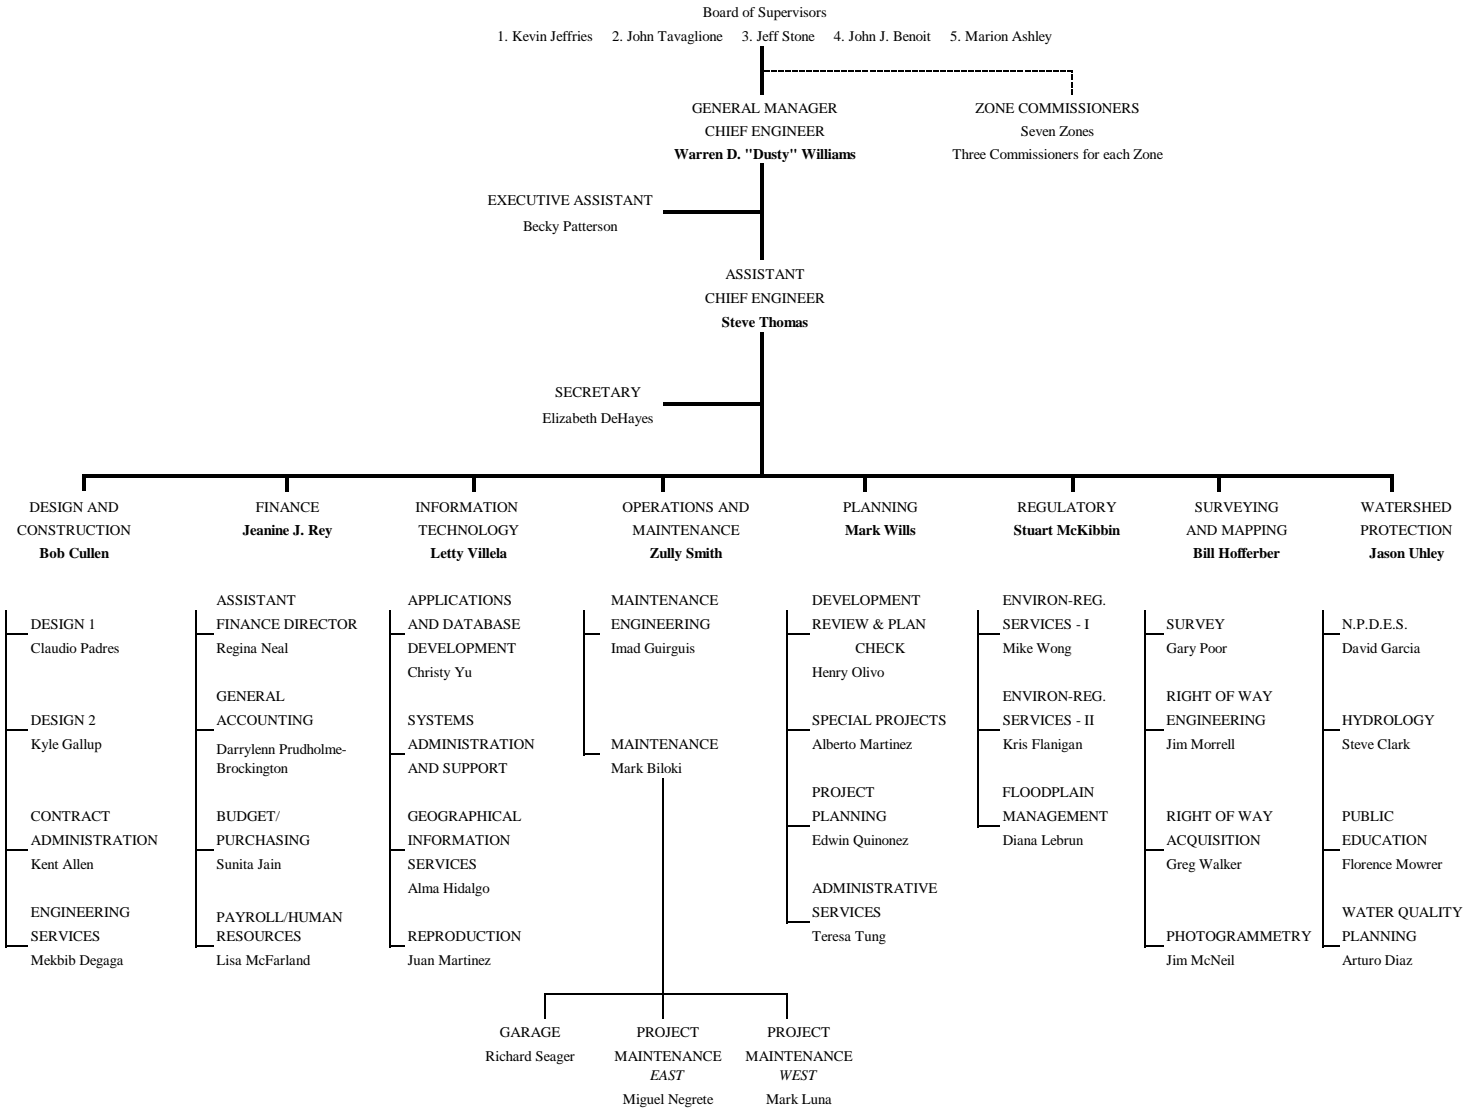 Board of Supervisors
1. Kevin Jeffries 2. John Tavaglione 3. Jeff Stone 4. John J. Benoit 5. Marion Ashley
GENERAL MANAGER
CHIEF ENGINEER
Warren D. "Dusty" Williams
ZONE COMMISSIONERS
Seven Zones
Three Commissioners for each Zone
EXECUTIVE ASSISTANT
Becky Patterson
ASSISTANT
CHIEF ENGINEER
Steve Thomas
SECRETARY
Elizabeth DeHayes
DESIGN AND
CONSTRUCTION
Bob Cullen
DESIGN 1
Claudio Padres
DESIGN 2
Kyle Gallup
CONTRACT
ADMINISTRATION
Kent Allen
ENGINEERING
SERVICES
Mekbib Degaga
FINANCE
Jeanine J. Rey
ASSISTANT
FINANCE DIRECTOR
Regina Neal
GENERAL
ACCOUNTING
Darrylenn Prudholme-
Brockington
BUDGET/
PURCHASING
Sunita Jain
PAYROLL/HUMAN
RESOURCES
Lisa McFarland
INFORMATION
TECHNOLOGY
Letty Villela
APPLICATIONS
AND DATABASE
DEVELOPMENT
Christy Yu
SYSTEMS
ADMINISTRATION
AND SUPPORT
GEOGRAPHICAL
INFORMATION
SERVICES
Alma Hidalgo
REPRODUCTION
Juan Martinez
OPERATIONS AND
MAINTENANCE
Zully Smith
MAINTENANCE
ENGINEERING
Imad Guirguis
MAINTENANCE
Mark Biloki
GARAGE
Richard Seager
PROJECT
MAINTENANCE
EAST
Miguel Negrete
PROJECT
MAINTENANCE
WEST
Mark Luna
PLANNING
Mark Wills
DEVELOPMENT
REVIEW & PLAN
CHECK
Henry Olivo
SPECIAL PROJECTS
Alberto Martinez
PROJECT
PLANNING
Edwin Quinonez
ADMINISTRATIVE
SERVICES
Teresa Tung
REGULATORY
Stuart McKibbin
ENVIRON-REG.
SERVICES - I
Mike Wong
ENVIRON-REG.
SERVICES - II
Kris Flanigan
FLOODPLAIN
MANAGEMENT
Diana Lebrun
SURVEYING
AND MAPPING
Bill Hofferber
SURVEY
Gary Poor
RIGHT OF WAY
ENGINEERING
Jim Morrell
RIGHT OF WAY
ACQUISITION
Greg Walker
PHOTOGRAMMETRY
Jim McNeil
WATERSHED
PROTECTION
Jason Uhley
N.P.D.E.S.
David Garcia
HYDROLOGY
Steve Clark
PUBLIC
EDUCATION
Florence Mowrer
WATER QUALITY
PLANNING
Arturo Diaz